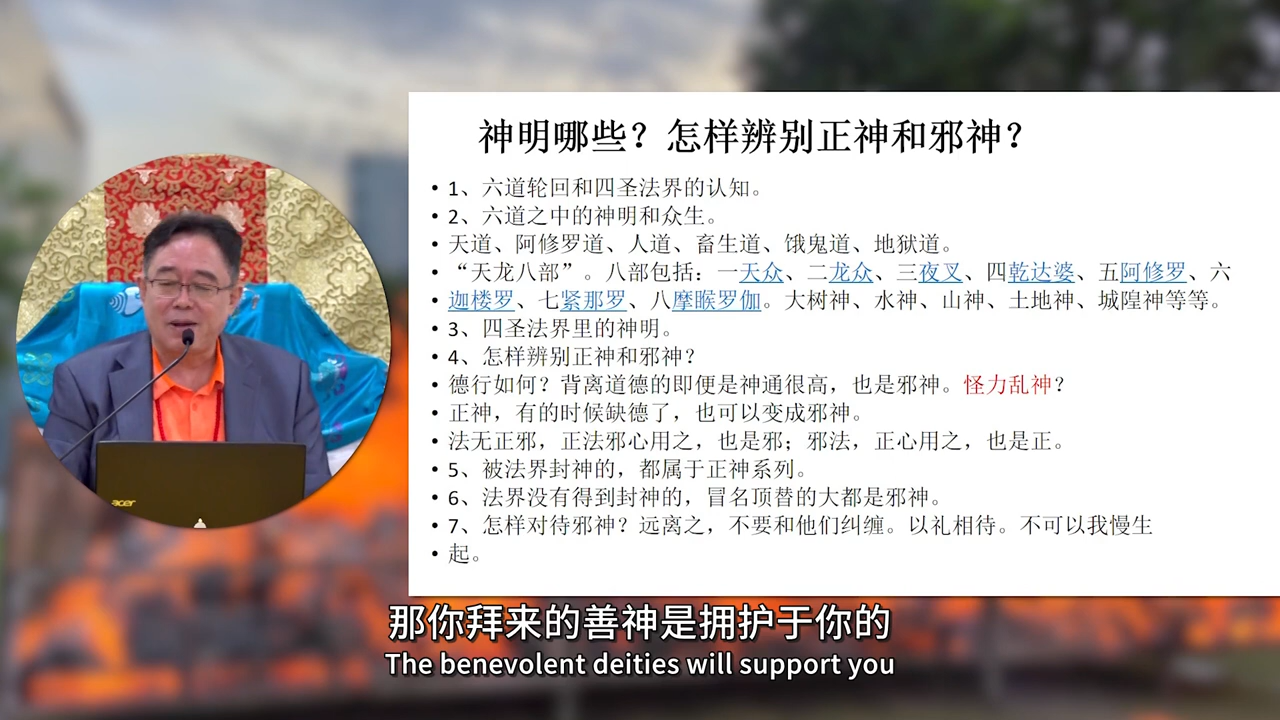 神明哪些？怎样辨别正神和邪神？
• 1、六道轮回和四圣法界的认知。
• 2、六道之中的神明和众生。
• 天道、阿修罗道、人道、畜生道、饿鬼道、地狱道。
• “天龙八部”。八部包括：一天众、二龙众、三夜叉、四乾达婆、五阿修罗、六
• 迦楼罗、七紧那罗、八摩睺罗伽。大树神、水神、山神、土地神、城隍神等等。
• 3、四圣法界里的神明。
• 4、怎样辨别正神和邪神？
• 德行如何？背离道德的即便是神通很高，也是邪神。怪力乱神？
• 正神，有的时候缺德了，也可以变成邪神。
• 法无正邪，正法邪心用之，也是邪；邪法，正心用之，也是正。
• 5、被法界封神的，都属于正神系列。
• 6、法界没有得到封神的，冒名顶替的大都是邪神。
• 7、怎样对待邪神？远离之，不要和他们纠缠。以礼相待。不可以我慢生
• 起。
acer
那你拜来的善神是拥护于你的
The benevolent deities will support you